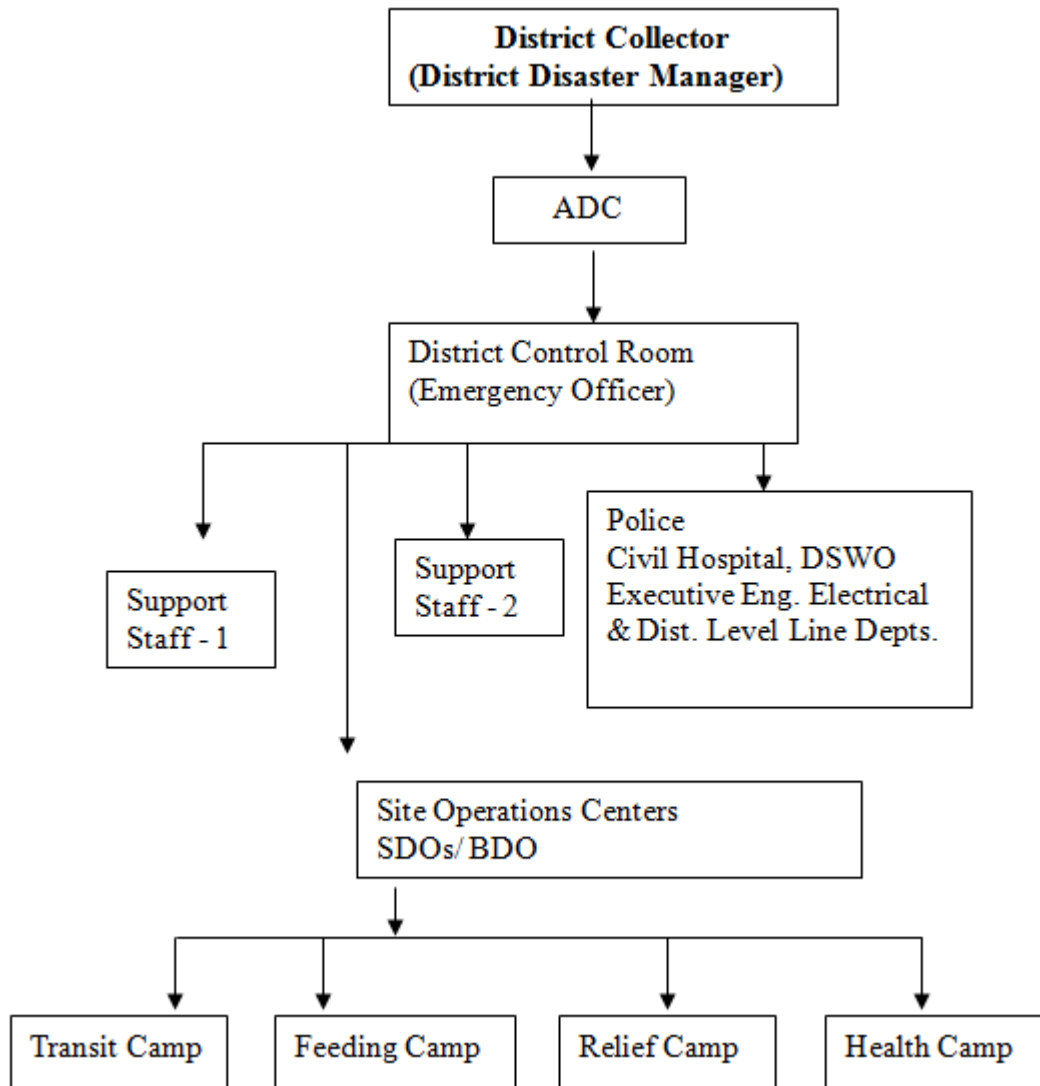 District Collector
(District Disaster Manager)
ADC
District Control Room
(Emergency Officer)
Support
Staff - 1
Support
Staff - 2
Police
Civil Hospital, DSWO
Executive Eng. Electrical
& Dist. Level Line Depts.
Site Operations Centers
SDOs/ BDO
Transit Camp
Feeding Camp
Relief Camp
Health Camp